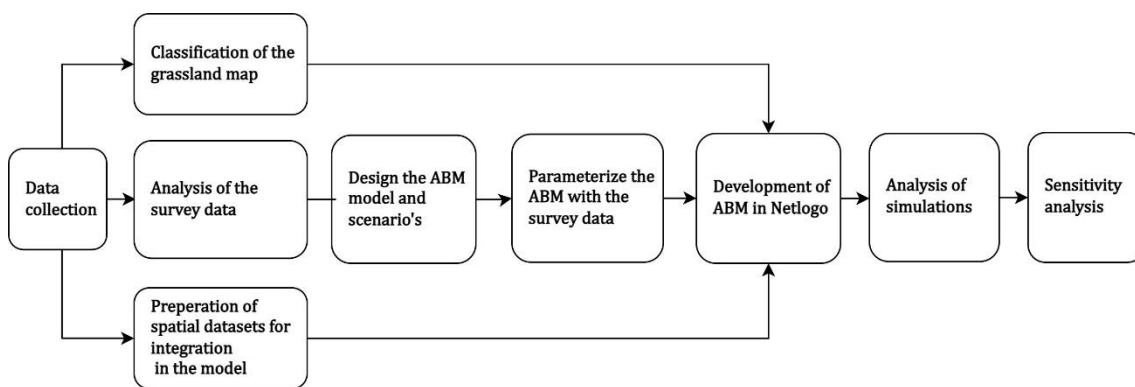 Classification of the
grassland map
Data
collection
Analysis of the
survey data
Design the ABM
model and
scenario's
Parameterize the
ABM with the
survey data
Development of
ABM in Netlogo
Analysis of
simulations
Sensitivity
analysis
Preperation of
spatial datasets for
integration
in the model